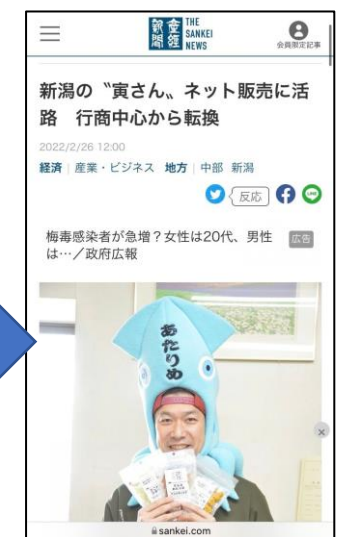 産経新聞
THE
SANKEI
NEWS
会員限定記事
新潟の〝寅さん〟ネット販売に活
路 行商中心から転換
2022/2/26 12:00
経済 | 産業・ビジネス 地方 | 中部 新潟
反応
梅毒感染者が急増？女性は20代、男性
は…／政府広報
広告
あたりめ
sankei.com